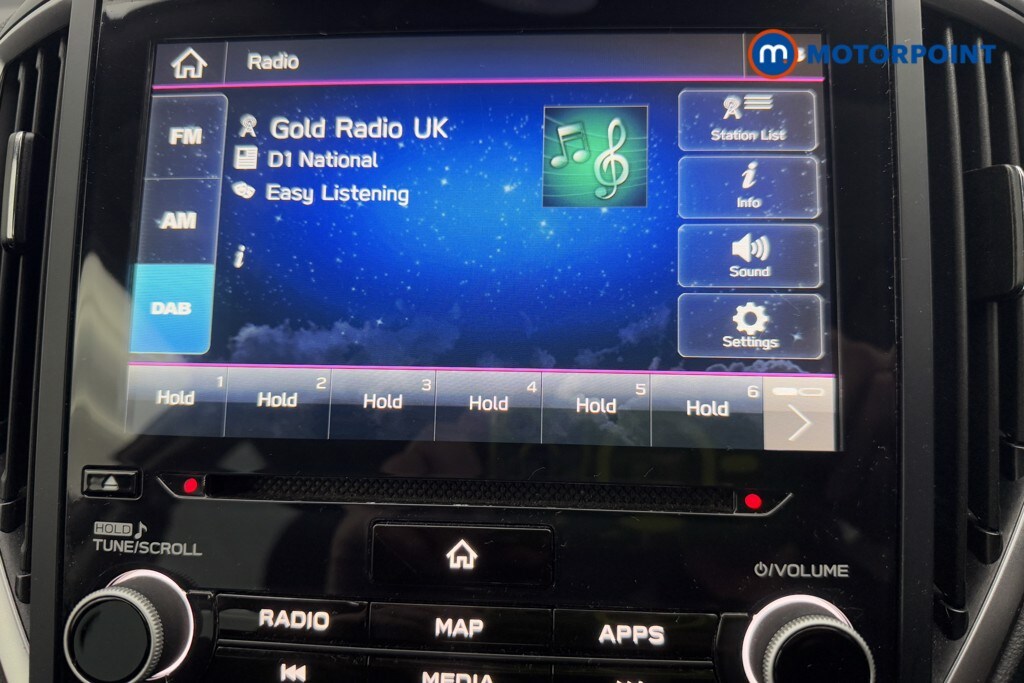 Radio
m MOTORPOINT
FM
Gold Radio UK
Station List
D1 National
i
Info
AM
Easy Listening
i
Sound
DAB
Settings
1 2 3 4 5 6
Hold Hold Hold Hold Hold Hold
HOLD
TUNE/SCROLL
/VOLUME
RADIO MAP APPS
MEDIA